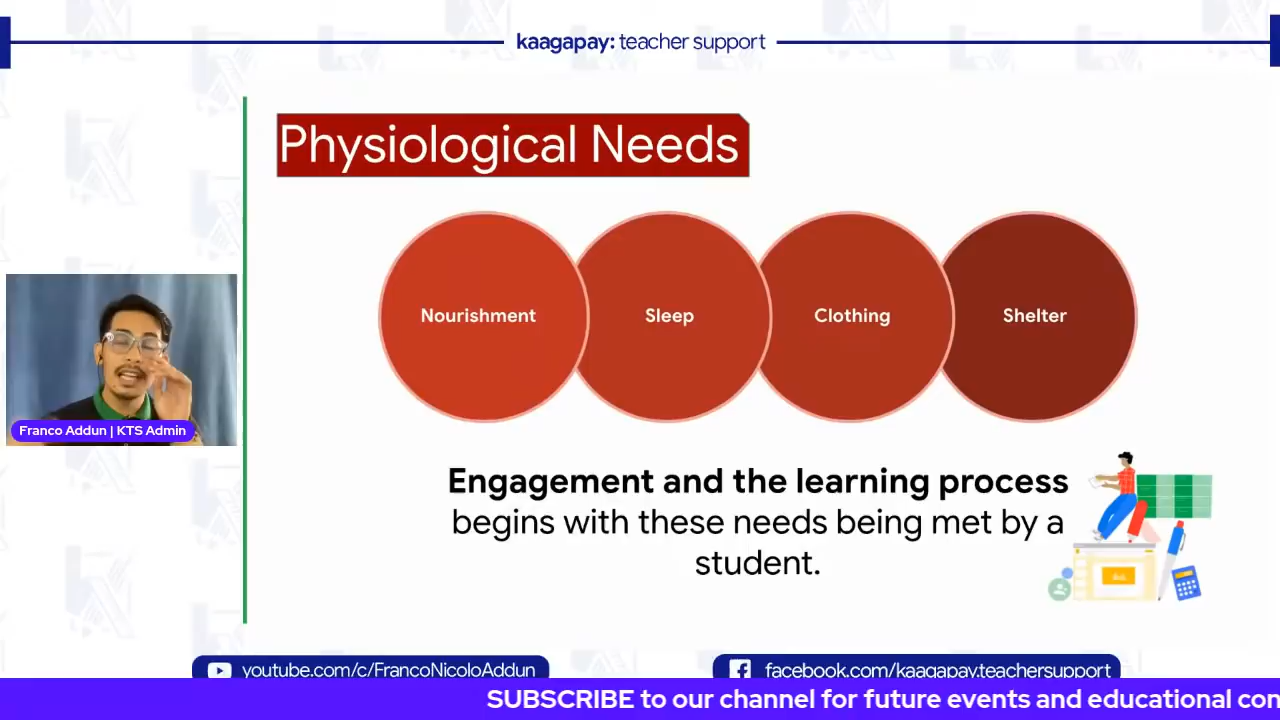 kaagapay: teacher support
Physiological Needs
Nourishment
Sleep
Clothing
Shelter
Engagement and the learning process
begins with these needs being met by a
student.
Franco Addun | KTS Admin
youtube.com/c/FrancoNicoloAddun
facebook.com/kaagapay.teachersupport
SUBSCRIBE to our channel for future events and educational con